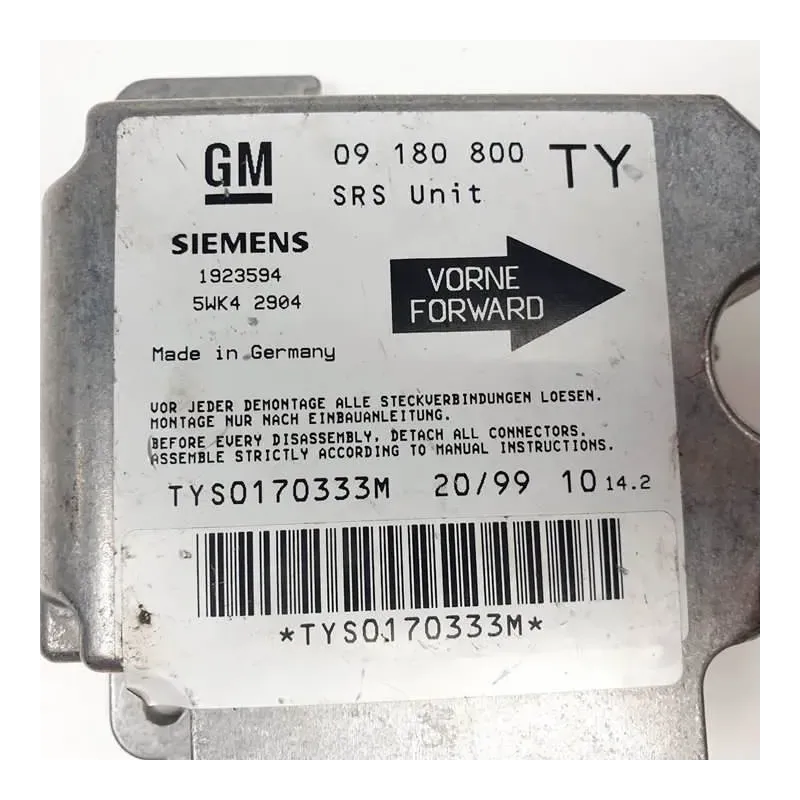 GM 09 180 800 TY
SRS Unit
SIEMENS
1923594
5WK4 2904
VORNE
FORWARD
Made in Germany
VOR JEDER DEMONTAGE ALLE STECKVERBINDUNGEN LOESEN.
MONTAGE NUR NACH EINBAUANLEITUNG.
BEFORE EVERY DISASSEMBLY, DETACH ALL CONNECTORS.
ASSEMBLE STRICTLY ACCORDING TO MANUAL INSTRUCTIONS.
TYS0170333M 20/99 10 14.2
*TYS0170333M*